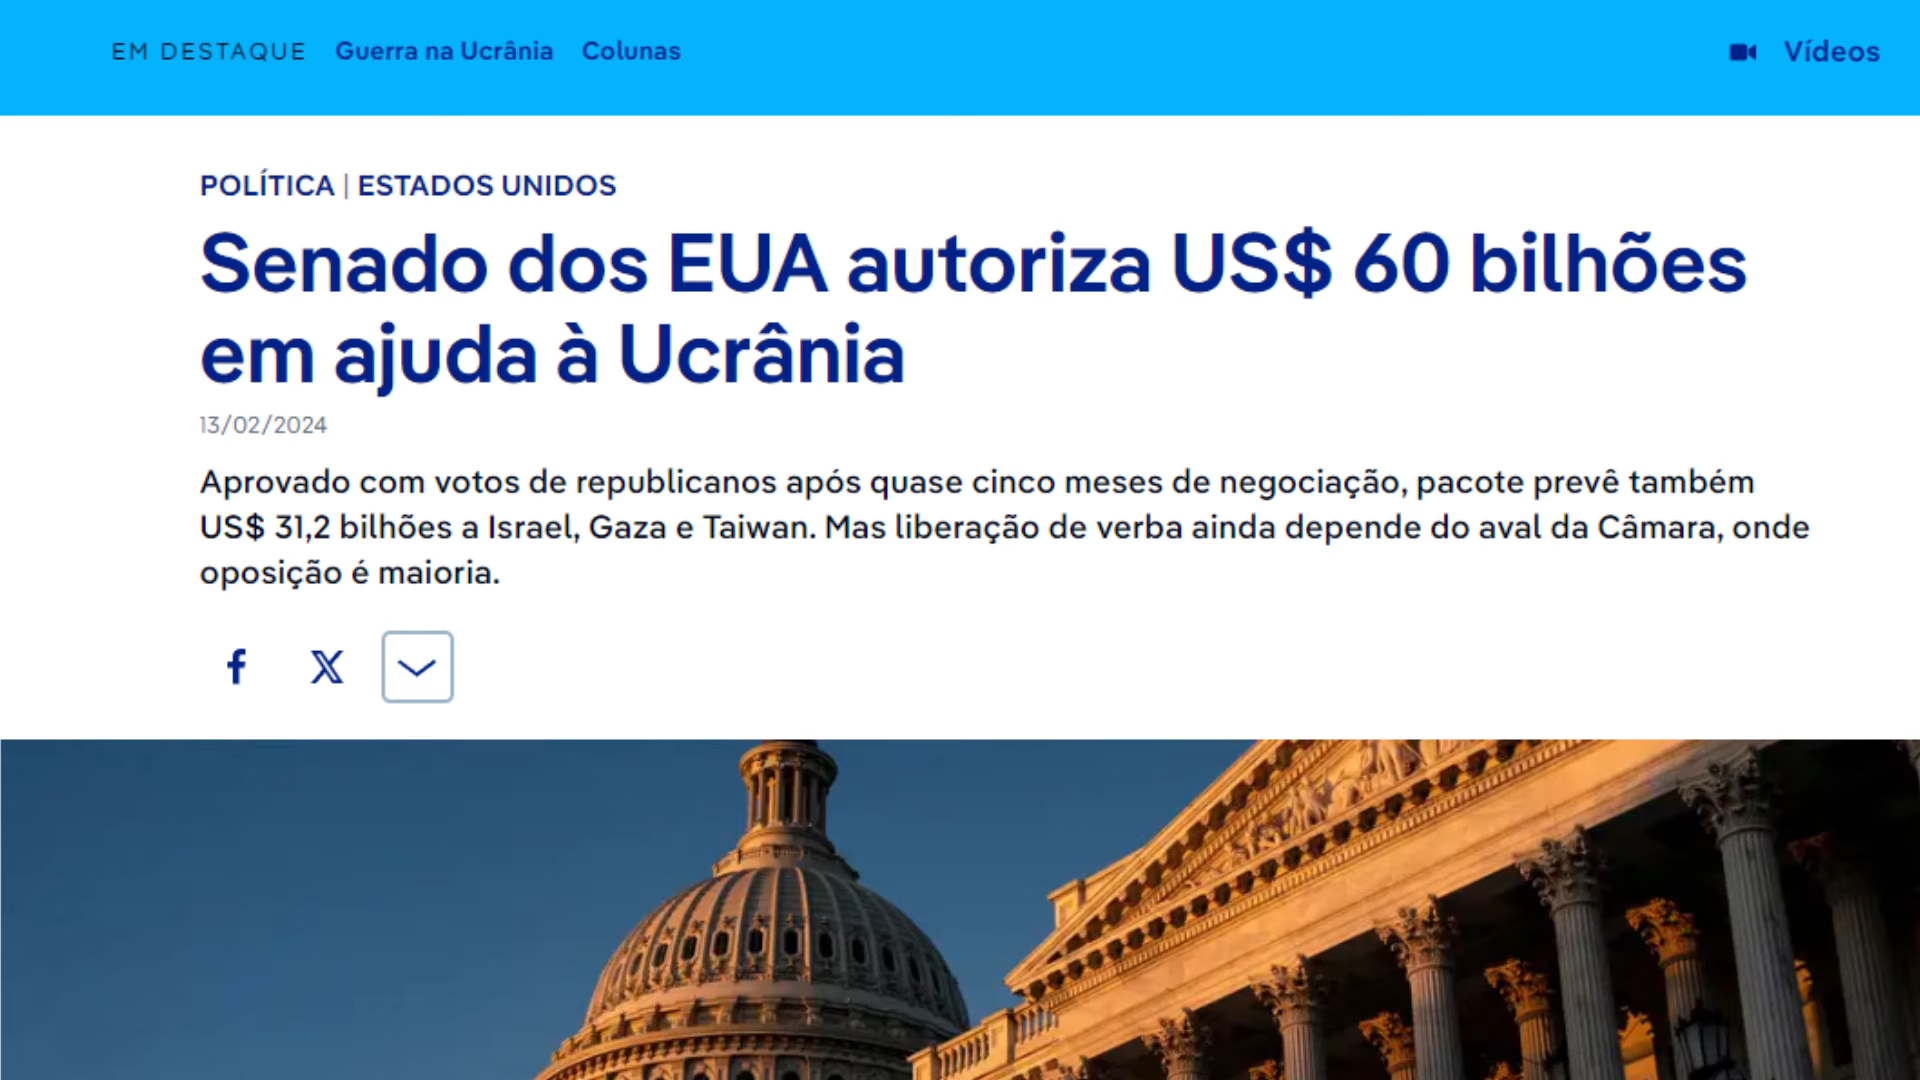 EM DESTAQUE Guerra na Ucrânia Colunas Vídeos
POLÍTICA | ESTADOS UNIDOS
Senado dos EUA autoriza US$ 60 bilhões
em ajuda à Ucrânia
13/02/2024
Aprovado com votos de republicanos após quase cinco meses de negociação, pacote prevê também
US$ 31,2 bilhões a Israel, Gaza e Taiwan. Mas liberação de verba ainda depende do aval da Câmara, onde
oposição é maioria.